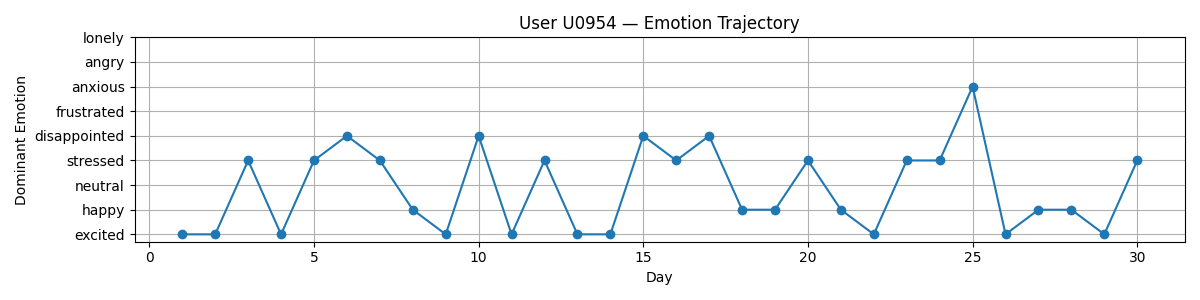 User U0954 — Emotion Trajectory
Dominant Emotion
lonely
angry
anxious
frustrated
disappointed
stressed
neutral
happy
excited
0 5 10 15 20 25 30
Day